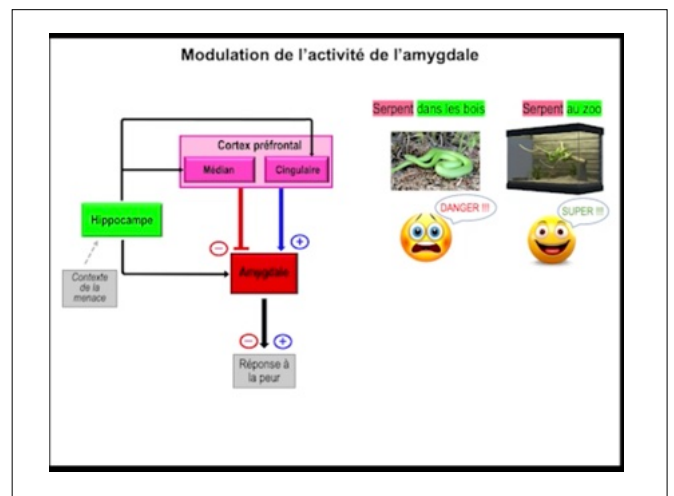 Modulation de l'activité de l'amygdale
Serpent dans les bois
Serpent au zoo
Cortex préfrontal
Médian
Cingulaire
DANGER !!!
SUPER !!!
Hippocampe
−
+
Amygdale
Contexte
de la
menace
−
+
Réponse à
la peur